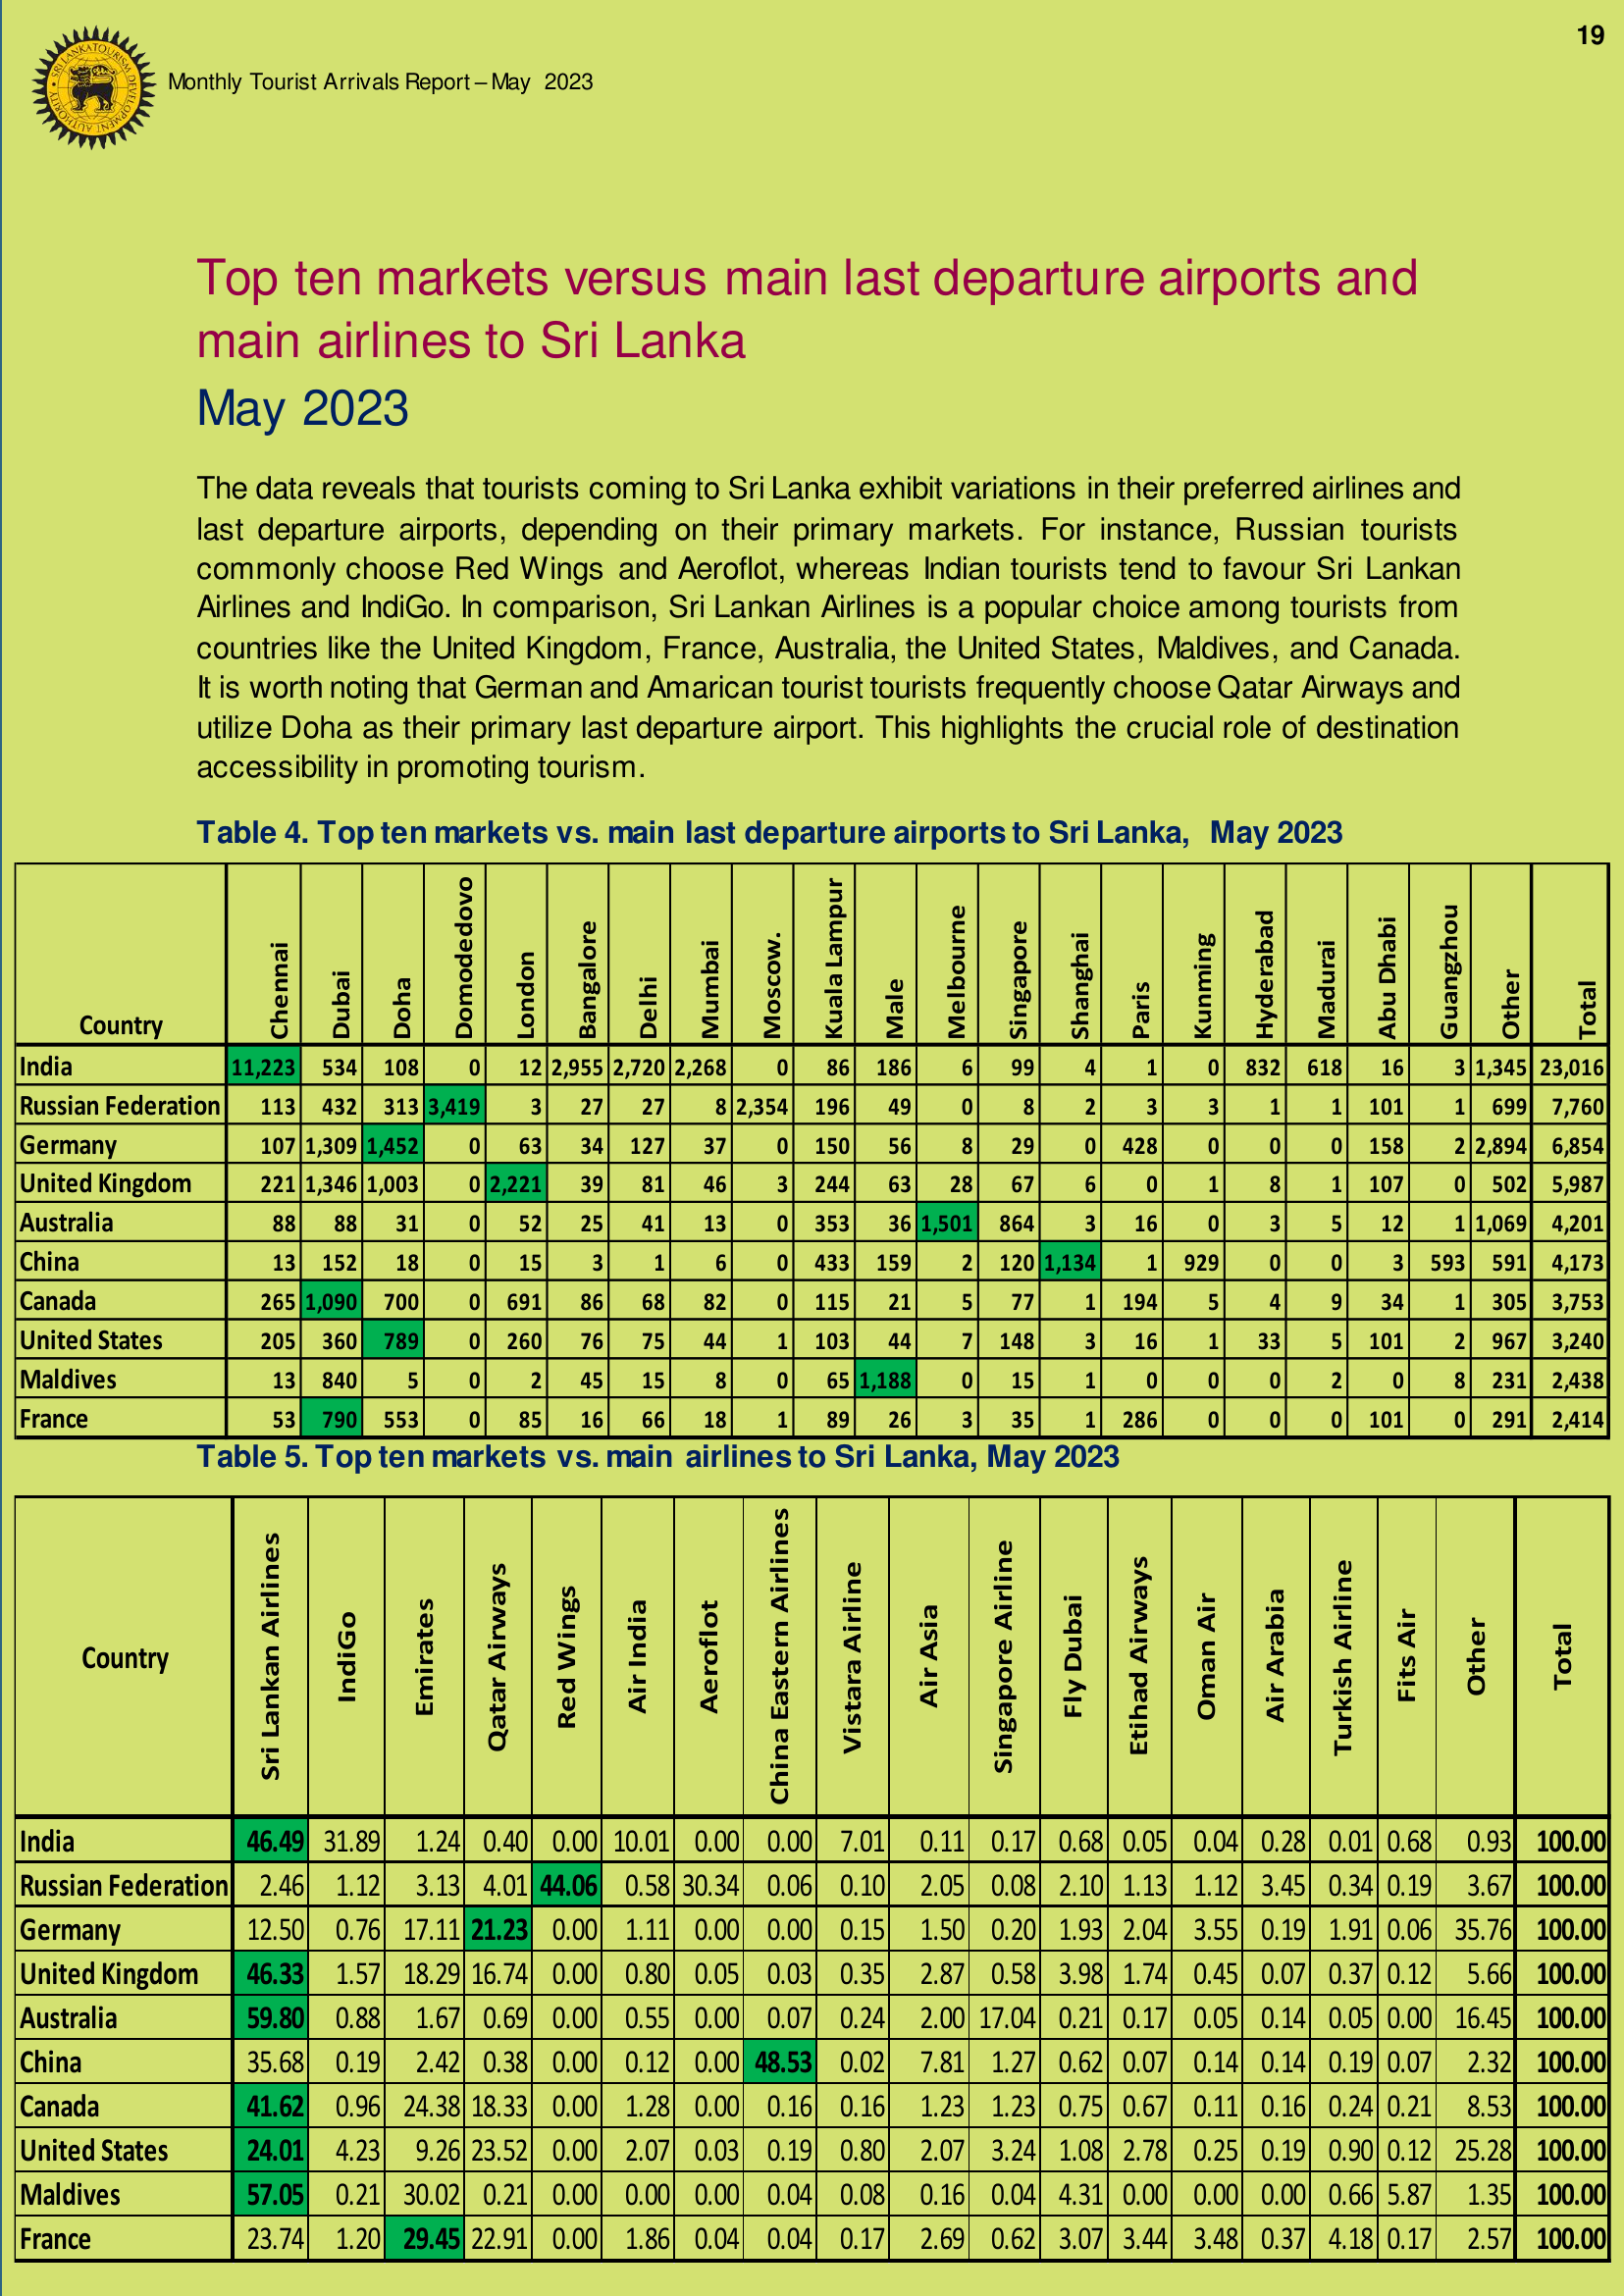 19
SRI LANKA TOURISM DEVELOPMENT AUTHORITY
Monthly Tourist Arrivals Report – May 2023
Top ten markets versus main last departure airports and
main airlines to Sri Lanka
May 2023
The data reveals that tourists coming to Sri Lanka exhibit variations in their preferred airlines and
last departure airports, depending on their primary markets. For instance, Russian tourists
commonly choose Red Wings and Aeroflot, whereas Indian tourists tend to favour Sri Lankan
Airlines and IndiGo. In comparison, Sri Lankan Airlines is a popular choice among tourists from
countries like the United Kingdom, France, Australia, the United States, Maldives, and Canada.
It is worth noting that German and Amarican tourist tourists frequently choose Qatar Airways and
utilize Doha as their primary last departure airport. This highlights the crucial role of destination
accessibility in promoting tourism.
Table 4. Top ten markets vs. main last departure airports to Sri Lanka, May 2023
Country Chennai Dubai Doha Domodedovo London Bangalore Delhi Mumbai Moscow. Kuala Lampur Male Melbourne Singapore Shanghai Paris Kunming Hyderabad Madurai Abu Dhabi Guangzhou Other Total
India 11,223 534 108 0 12 2,955 2,720 2,268 0 86 186 6 99 4 1 0 832 618 16 3 1,345 23,016
Russian Federation 113 432 313 3,419 3 27 27 8 2,354 196 49 0 8 2 3 3 1 1 101 1 699 7,760
Germany 107 1,309 1,452 0 63 34 127 37 0 150 56 8 29 0 428 0 0 0 158 2 2,894 6,854
United Kingdom 221 1,346 1,003 0 2,221 39 81 46 3 244 63 28 67 6 0 1 8 1 107 0 502 5,987
Australia 88 88 31 0 52 25 41 13 0 353 36 1,501 864 3 16 0 3 5 12 1 1,069 4,201
China 13 152 18 0 15 3 1 6 0 433 159 2 120 1,134 1 929 0 0 3 593 591 4,173
Canada 265 1,090 700 0 691 86 68 82 0 115 21 5 77 1 194 5 4 9 34 1 305 3,753
United States 205 360 789 0 260 76 75 44 1 103 44 7 148 3 16 1 33 5 101 2 967 3,240
Maldives 13 840 5 0 2 45 15 8 0 65 1,188 0 15 1 0 0 0 2 0 8 231 2,438
France 53 790 553 0 85 16 66 18 1 89 26 3 35 1 286 0 0 0 101 0 291 2,414
Table 5. Top ten markets vs. main airlines to Sri Lanka, May 2023
Country Sri Lankan Airlines IndiGo Emirates Qatar Airways Red Wings Air India Aeroflot China Eastern Airlines Vistara Airline Air Asia Singapore Airline Fly Dubai Etihad Airways Oman Air Air Arabia Turkish Airline Fits Air Other Total
India 46.49 31.89 1.24 0.40 0.00 10.01 0.00 0.00 7.01 0.11 0.17 0.68 0.05 0.04 0.28 0.01 0.68 0.93 100.00
Russian Federation 2.46 1.12 3.13 4.01 44.06 0.58 30.34 0.06 0.10 2.05 0.08 2.10 1.13 1.12 3.45 0.34 0.19 3.67 100.00
Germany 12.50 0.76 17.11 21.23 0.00 1.11 0.00 0.00 0.15 1.50 0.20 1.93 2.04 3.55 0.19 1.91 0.06 35.76 100.00
United Kingdom 46.33 1.57 18.29 16.74 0.00 0.80 0.05 0.03 0.35 2.87 0.58 3.98 1.74 0.45 0.07 0.37 0.12 5.66 100.00
Australia 59.80 0.88 1.67 0.69 0.00 0.55 0.00 0.07 0.24 2.00 17.04 0.21 0.17 0.05 0.14 0.05 0.00 16.45 100.00
China 35.68 0.19 2.42 0.38 0.00 0.12 0.00 48.53 0.02 7.81 1.27 0.62 0.07 0.14 0.14 0.19 0.07 2.32 100.00
Canada 41.62 0.96 24.38 18.33 0.00 1.28 0.00 0.16 0.16 1.23 1.23 0.75 0.67 0.11 0.16 0.24 0.21 8.53 100.00
United States 24.01 4.23 9.26 23.52 0.00 2.07 0.03 0.19 0.80 2.07 3.24 1.08 2.78 0.25 0.19 0.90 0.12 25.28 100.00
Maldives 57.05 0.21 30.02 0.21 0.00 0.00 0.00 0.04 0.08 0.16 0.04 4.31 0.00 0.00 0.00 0.66 5.87 1.35 100.00
France 23.74 1.20 29.45 22.91 0.00 1.86 0.04 0.04 0.17 2.69 0.62 3.07 3.44 3.48 0.37 4.18 0.17 2.57 100.00